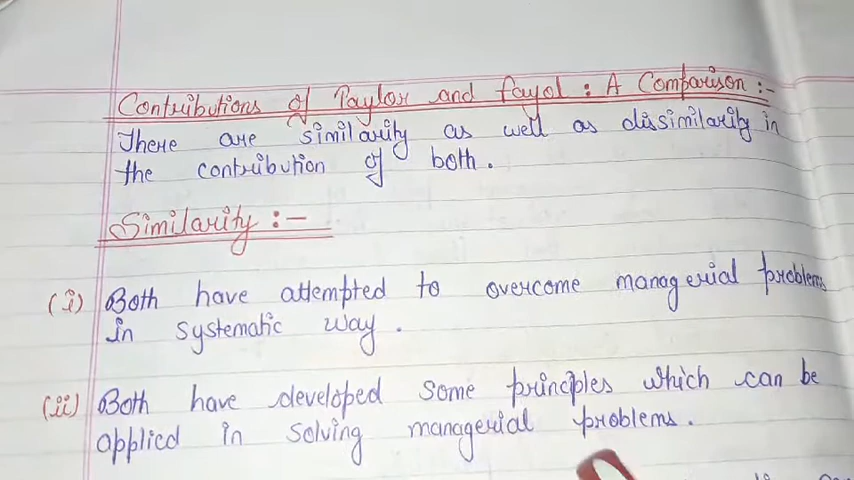 Contributions of Taylor and Fayol : A Comparison :-
There are similarity as well as dissimilarity in
the contribution of both .
Similarity :-
(i) Both have attempted to overcome managerial problems
in systematic way .
(ii) Both have developed some principles which can be
applied in solving managerial problems .